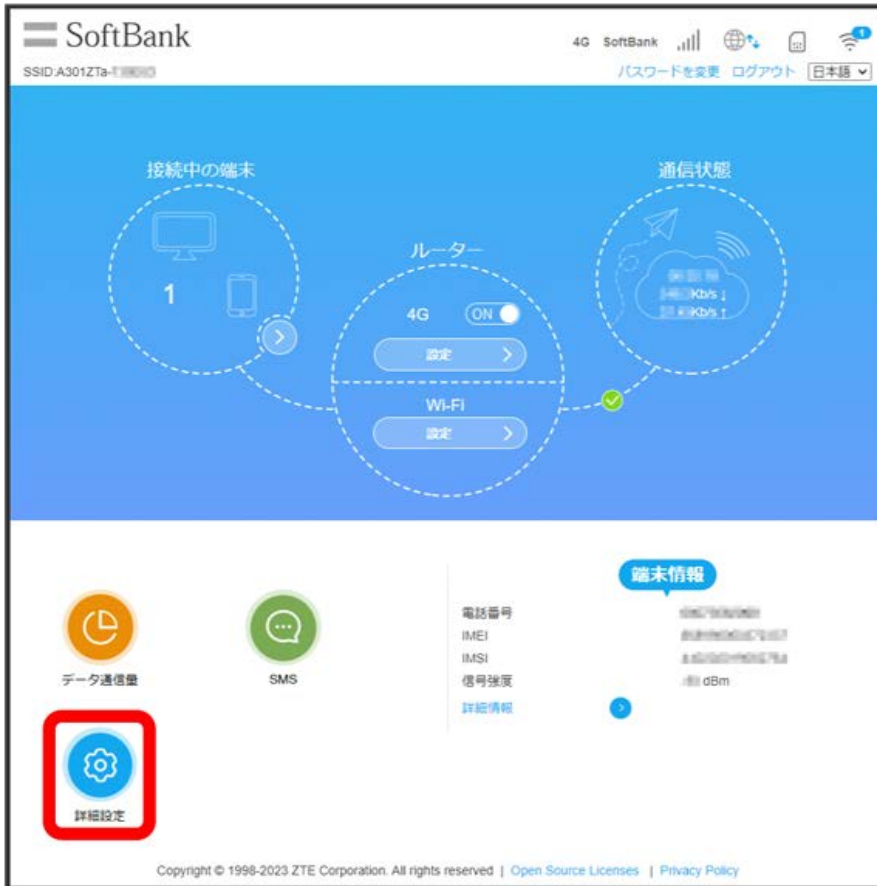 SoftBank
4G SoftBank
1
SSID:A301ZTa-
パスワードを変更 ログアウト 日本語
接続中の端末
通信状態
ルーター
1
4G ON
設定
Kb/s ↓
Kb/s ↑
Wi-Fi
設定
端末情報
電話番号
IMEI
IMSI
信号強度 dBm
詳細情報
データ通信量
SMS
詳細設定
Copyright © 1998-2023 ZTE Corporation. All rights reserved | Open Source Licenses | Privacy Policy